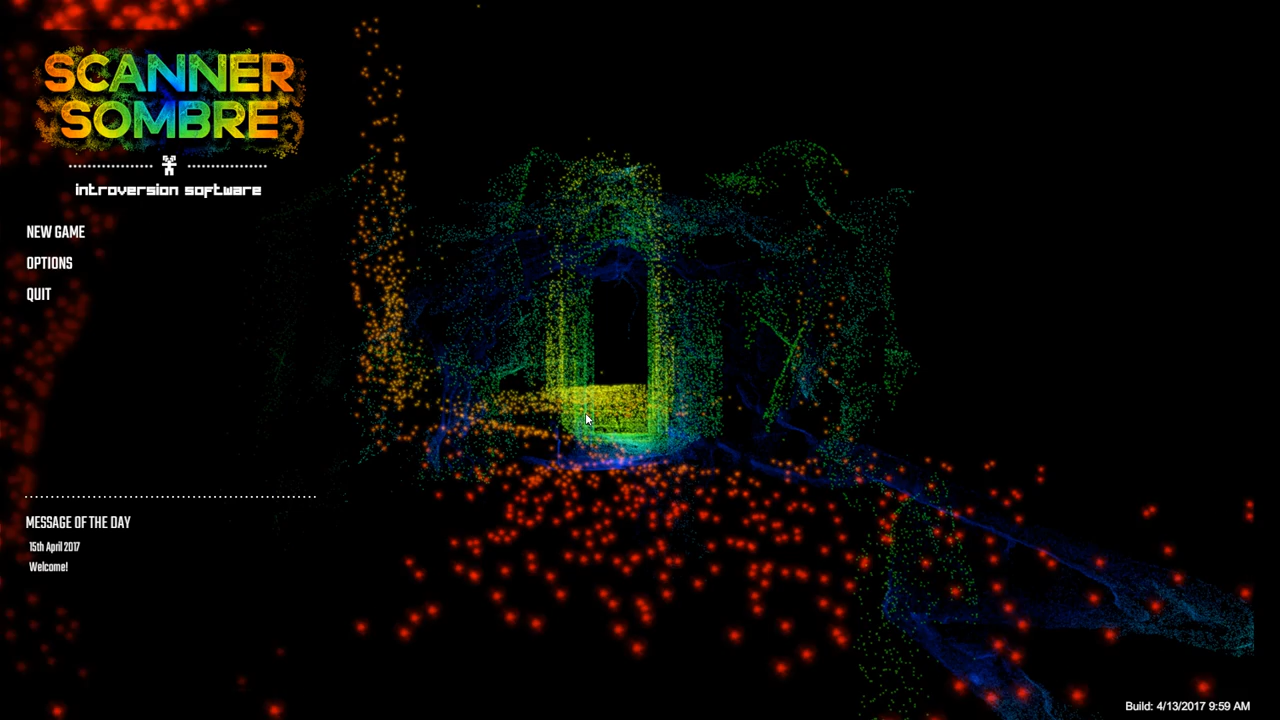 SCANNER
SOMBRE
introversion software
NEW GAME
OPTIONS
QUIT
MESSAGE OF THE DAY
15th April 2017
Welcome!
Build: 4/13/2017 9:59 AM